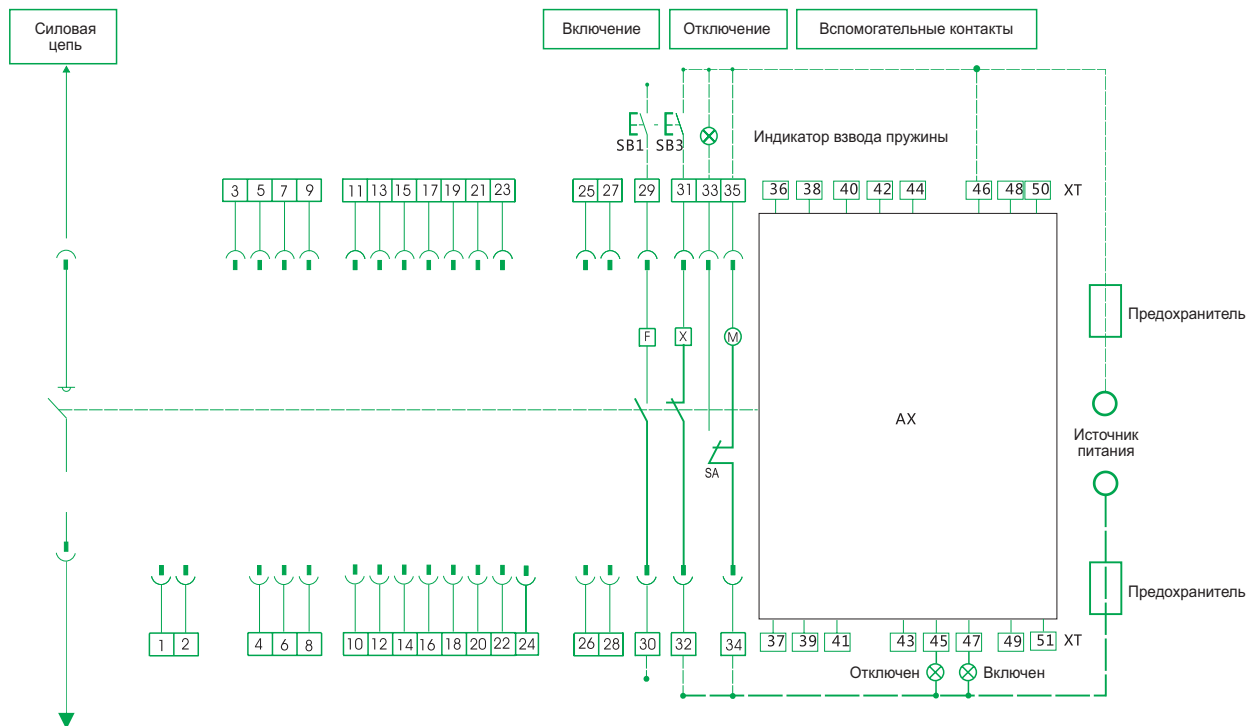 Силовая
цепь
Включение
Отключение
Вспомогательные контакты
SB1
SB3
Индикатор взвода пружины
3 5 7 9
11 13 15 17 19 21 23
25 27
29
31 33 35
36 38 40 42 44 46 48 50 XT
Предохранитель
F
X
M
AX
Источник
питания
SA
Предохранитель
1 2
4 6 8
10 12 14 16 18 20 22 24
26 28
30
32
34
37 39 41 43 45 47 49 51 XT
Отключен
Включен